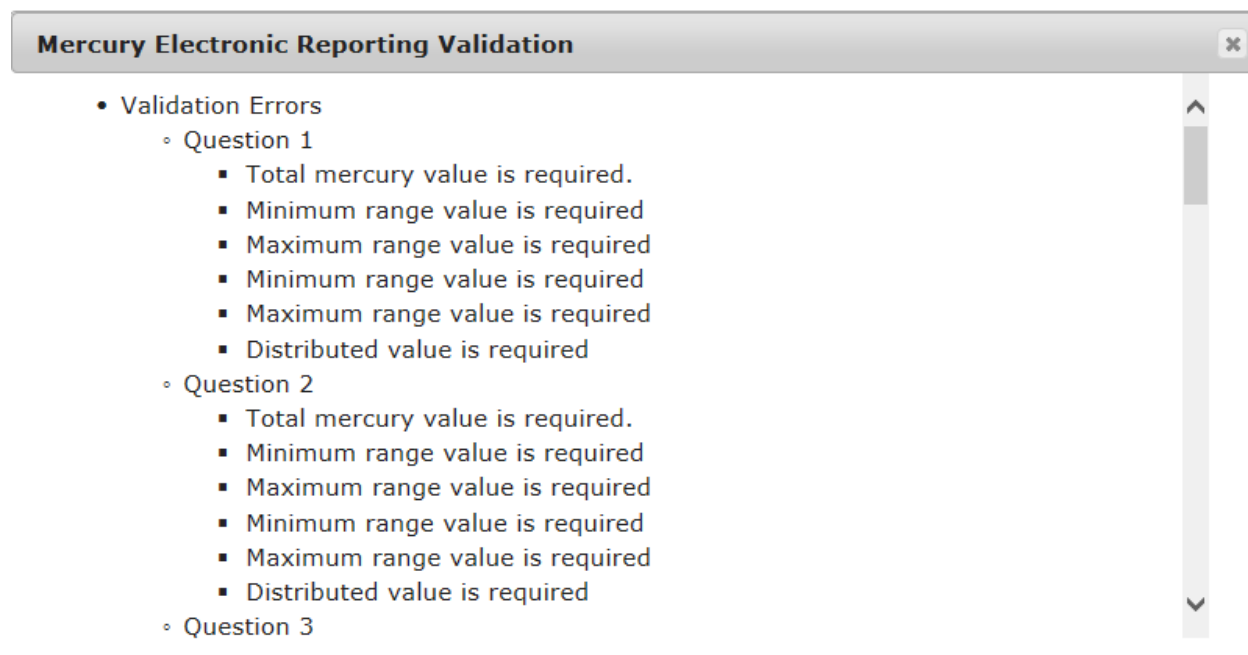 Mercury Electronic Reporting Validation
• Validation Errors
◦ Question 1
▪ Total mercury value is required.
▪ Minimum range value is required
▪ Maximum range value is required
▪ Minimum range value is required
▪ Maximum range value is required
▪ Distributed value is required
◦ Question 2
▪ Total mercury value is required.
▪ Minimum range value is required
▪ Maximum range value is required
▪ Minimum range value is required
▪ Maximum range value is required
▪ Distributed value is required
◦ Question 3